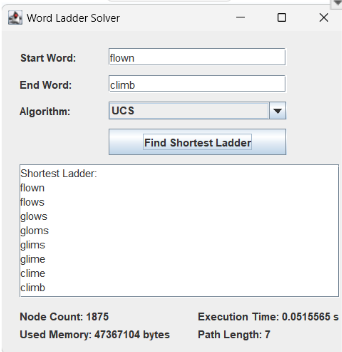 Word Ladder Solver
Start Word: flown
End Word: climb
Algorithm: UCS
Find Shortest Ladder
Shortest Ladder:
flown
flows
glows
gloms
glims
glime
clime
climb
Node Count: 1875 Execution Time: 0.0515565 s
Used Memory: 47367104 bytes Path Length: 7